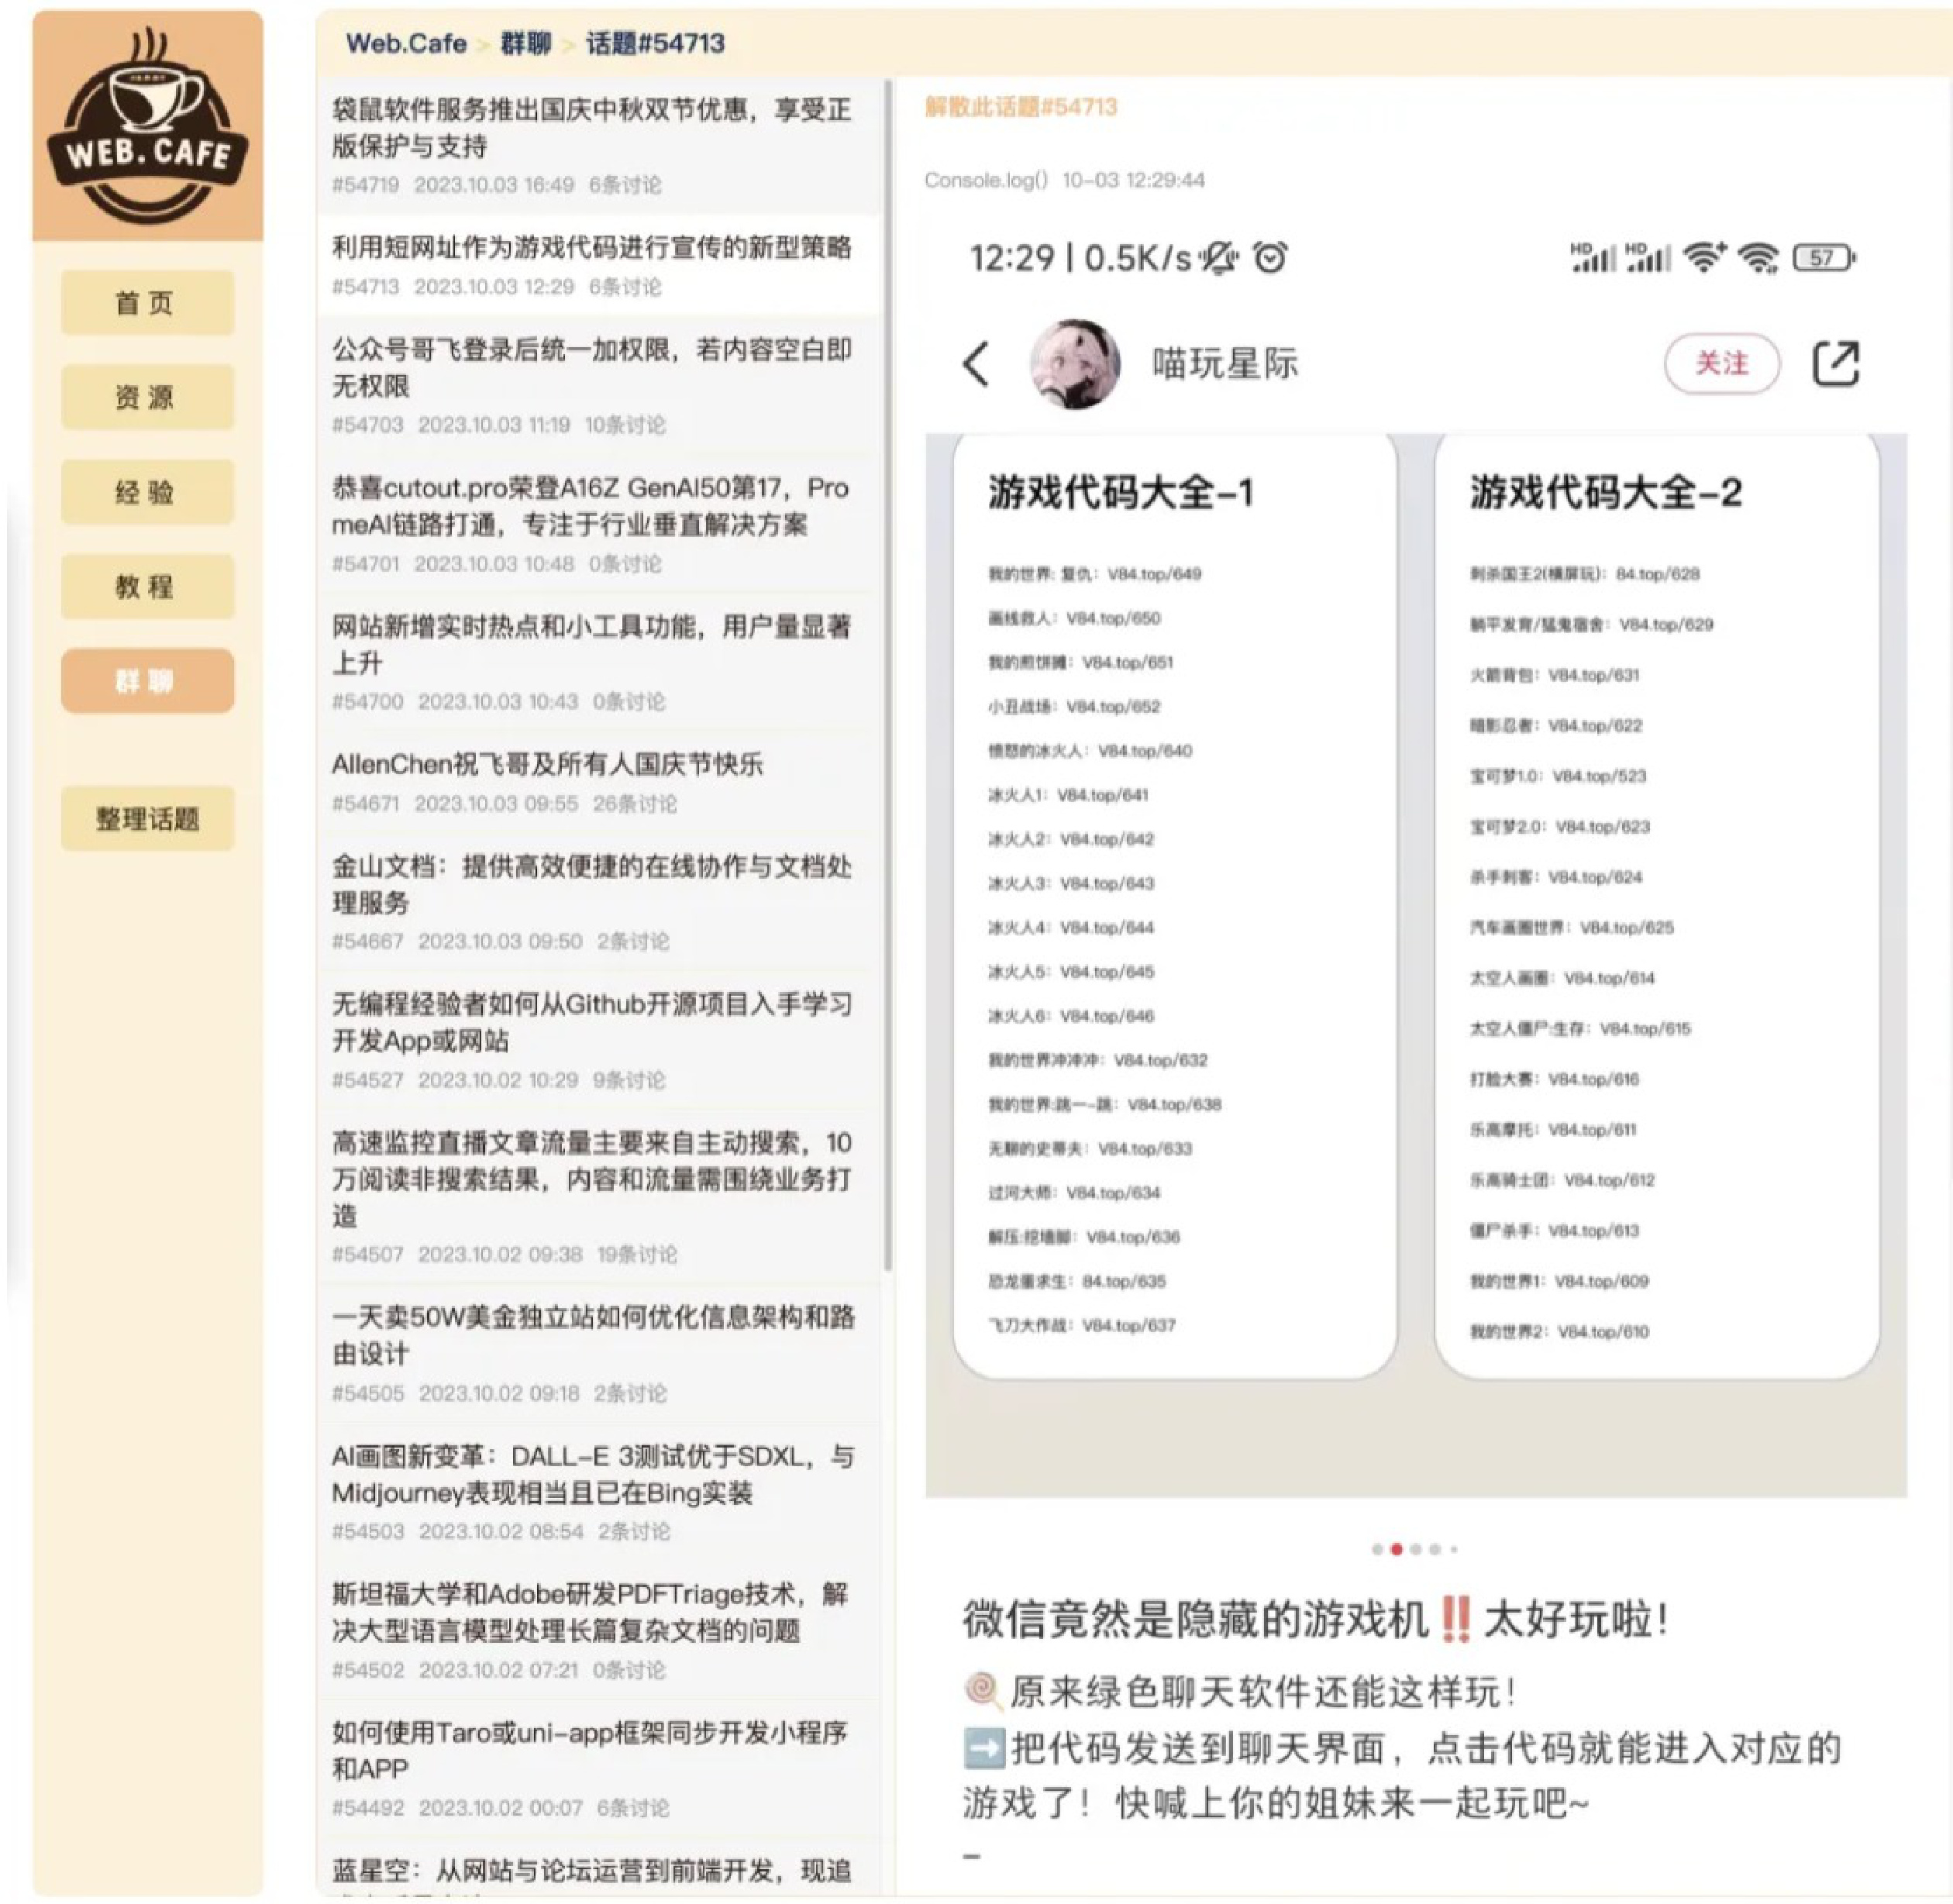 WEB.CAFE
首 页
资 源
经 验
教 程
群 聊
整理话题
Web.Cafe > 群聊 > 话题#54713
袋鼠软件服务推出国庆中秋双节优惠，享受正
版保护与支持
#54719 2023.10.03 16:49 6条讨论
利用短网址作为游戏代码进行宣传的新型策略
#54713 2023.10.03 12:29 6条讨论
公众号哥飞登录后统一加权限，若内容空白即
无权限
#54703 2023.10.03 11:19 10条讨论
恭喜cutout.pro荣登A16Z GenAI50第17，Pro
meAI链路打通，专注于行业垂直解决方案
#54701 2023.10.03 10:48 0条讨论
网站新增实时热点和小工具功能，用户量显著
上升
#54700 2023.10.03 10:43 0条讨论
AllenChen祝飞哥及所有人国庆节快乐
#54671 2023.10.03 09:55 26条讨论
金山文档：提供高效便捷的在线协作与文档处
理服务
#54667 2023.10.03 09:50 2条讨论
无编程经验者如何从Github开源项目入手学习
开发App或网站
#54527 2023.10.02 10:29 9条讨论
高速监控直播文章流量主要来自主动搜索，10
万阅读非搜索结果，内容和流量需围绕业务打
造
#54507 2023.10.02 09:38 19条讨论
一天卖50W美金独立站如何优化信息架构和路
由设计
#54505 2023.10.02 09:18 2条讨论
AI画图新变革：DALL-E 3测试优于SDXL，与
Midjourney表现相当且已在Bing实装
#54503 2023.10.02 08:54 2条讨论
斯坦福大学和Adobe研发PDFTriage技术，解
决大型语言模型处理长篇复杂文档的问题
#54502 2023.10.02 07:21 0条讨论
如何使用Taro或uni-app框架同步开发小程序
和APP
#54492 2023.10.02 00:07 6条讨论
蓝星空：从网站与论坛运营到前端开发，现追
解散此话题#54713
Console.log() 10-03 12:29:44
12:29 | 0.5K/s HD HD 57
喵玩星际
关注
游戏代码大全-1
我的世界: 复仇：V84.top/649
画线救人：V84.top/650
我的煎饼摊：V84.top/651
小丑战场：V84.top/652
愤怒的冰火人：V84.top/640
冰火人1：V84.top/641
冰火人2：V84.top/642
冰火人3：V84.top/643
冰火人4：V84.top/644
冰火人5：V84.top/645
冰火人6：V84.top/646
我的世界冲冲冲：V84.top/632
我的世界:跳一-跳：V84.top/638
无聊的史蒂夫：V84.top/633
过河大师：V84.top/634
解压:挖墙脚：V84.top/636
恐龙蛋求生：84.top/635
飞刀大作战：V84.top/637
游戏代码大全-2
刺杀国王2(横屏玩)：84.top/628
躺平发育/猛鬼宿舍：V84.top/629
火箭背包：V84.top/631
暗影忍者：V84.top/622
宝可梦1.0：V84.top/523
宝可梦2.0：V84.top/623
杀手刺客：V84.top/624
汽车画圈世界：V84.top/625
太空人画圈：V84.top/614
太空人僵尸:生存：V84.top/615
打脸大赛：V84.top/616
乐高摩托：V84.top/611
乐高骑士团：V84.top/612
僵尸杀手：V84.top/613
我的世界1：V84.top/609
我的世界2：V84.top/610
微信竟然是隐藏的游戏机‼️太好玩啦！
🍭原来绿色聊天软件还能这样玩！
➡️把代码发送到聊天界面，点击代码就能进入对应的
游戏了！快喊上你的姐妹来一起玩吧~
–